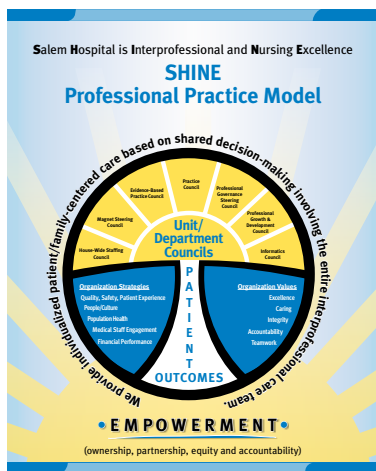 Salem Hospital is Interprofessional and Nursing Excellence
SHINE
Professional Practice Model
We provide individualized patient/family-centered care based on shared decision-making involving the entire interprofessional care team.
House-Wide Staffing
Council
Magnet Steering
Council
Evidence-Based
Practice Council
Practice
Council
Professional
Governance
Steering
Council
Professional
Growth &
Development
Council
Informatics
Council
Unit/
Department
Councils
Organization Strategies
Quality, Safety, Patient Experience
People/Culture
Population Health
Medical Staff Engagement
Financial Performance
PATIENT
OUTCOMES
Organization Values
Excellence
Caring
Integrity
Accountability
Teamwork
• EMPOWERMENT •
(ownership, partnership, equity and accountability)